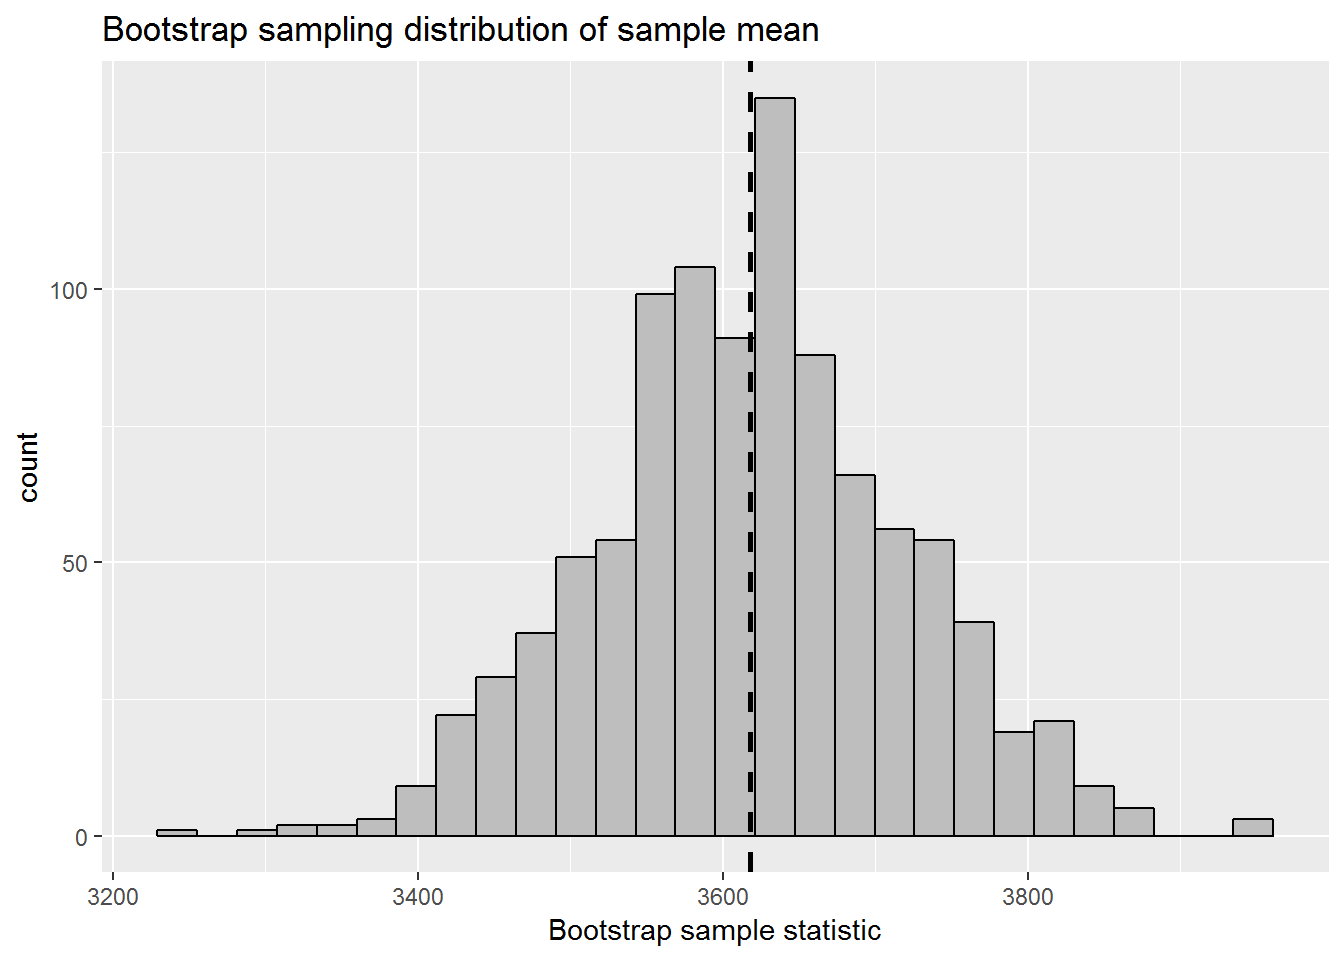 Bootstrap sampling distribution of sample mean
count
100
50
0
3200 3400 3600 3800
Bootstrap sample statistic